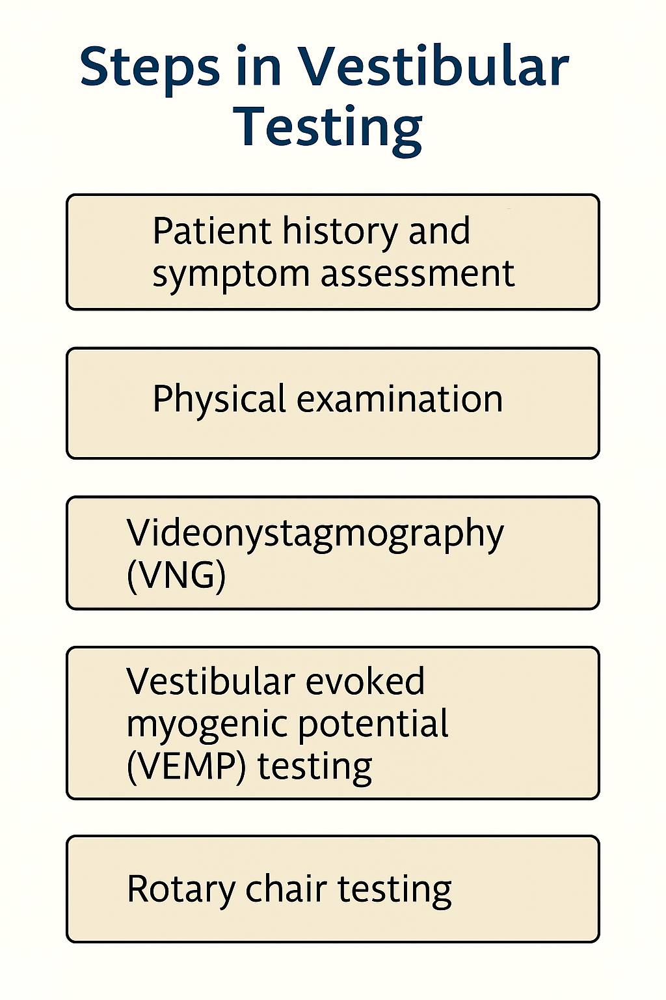 Steps in Vestibular
Testing
Patient history and
symptom assessment
Physical examination
Videonystagmography
(VNG)
Vestibular evoked
myogenic potential
(VEMP) testing
Rotary chair testing